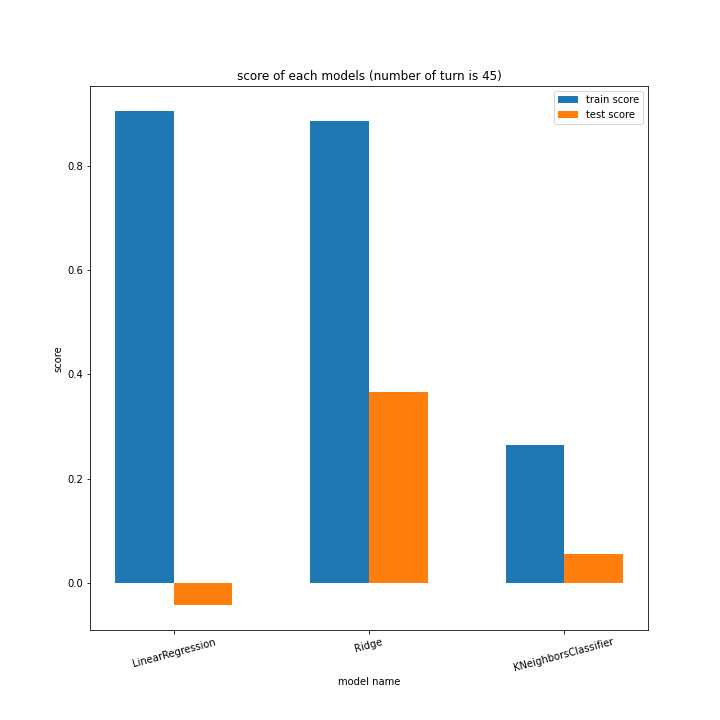 score of each models (number of turn is 45)
train score
test score
0.8
0.6
0.4
0.2
0.0
score
LinearRegression
Ridge
KNeighborsClassifier
model name